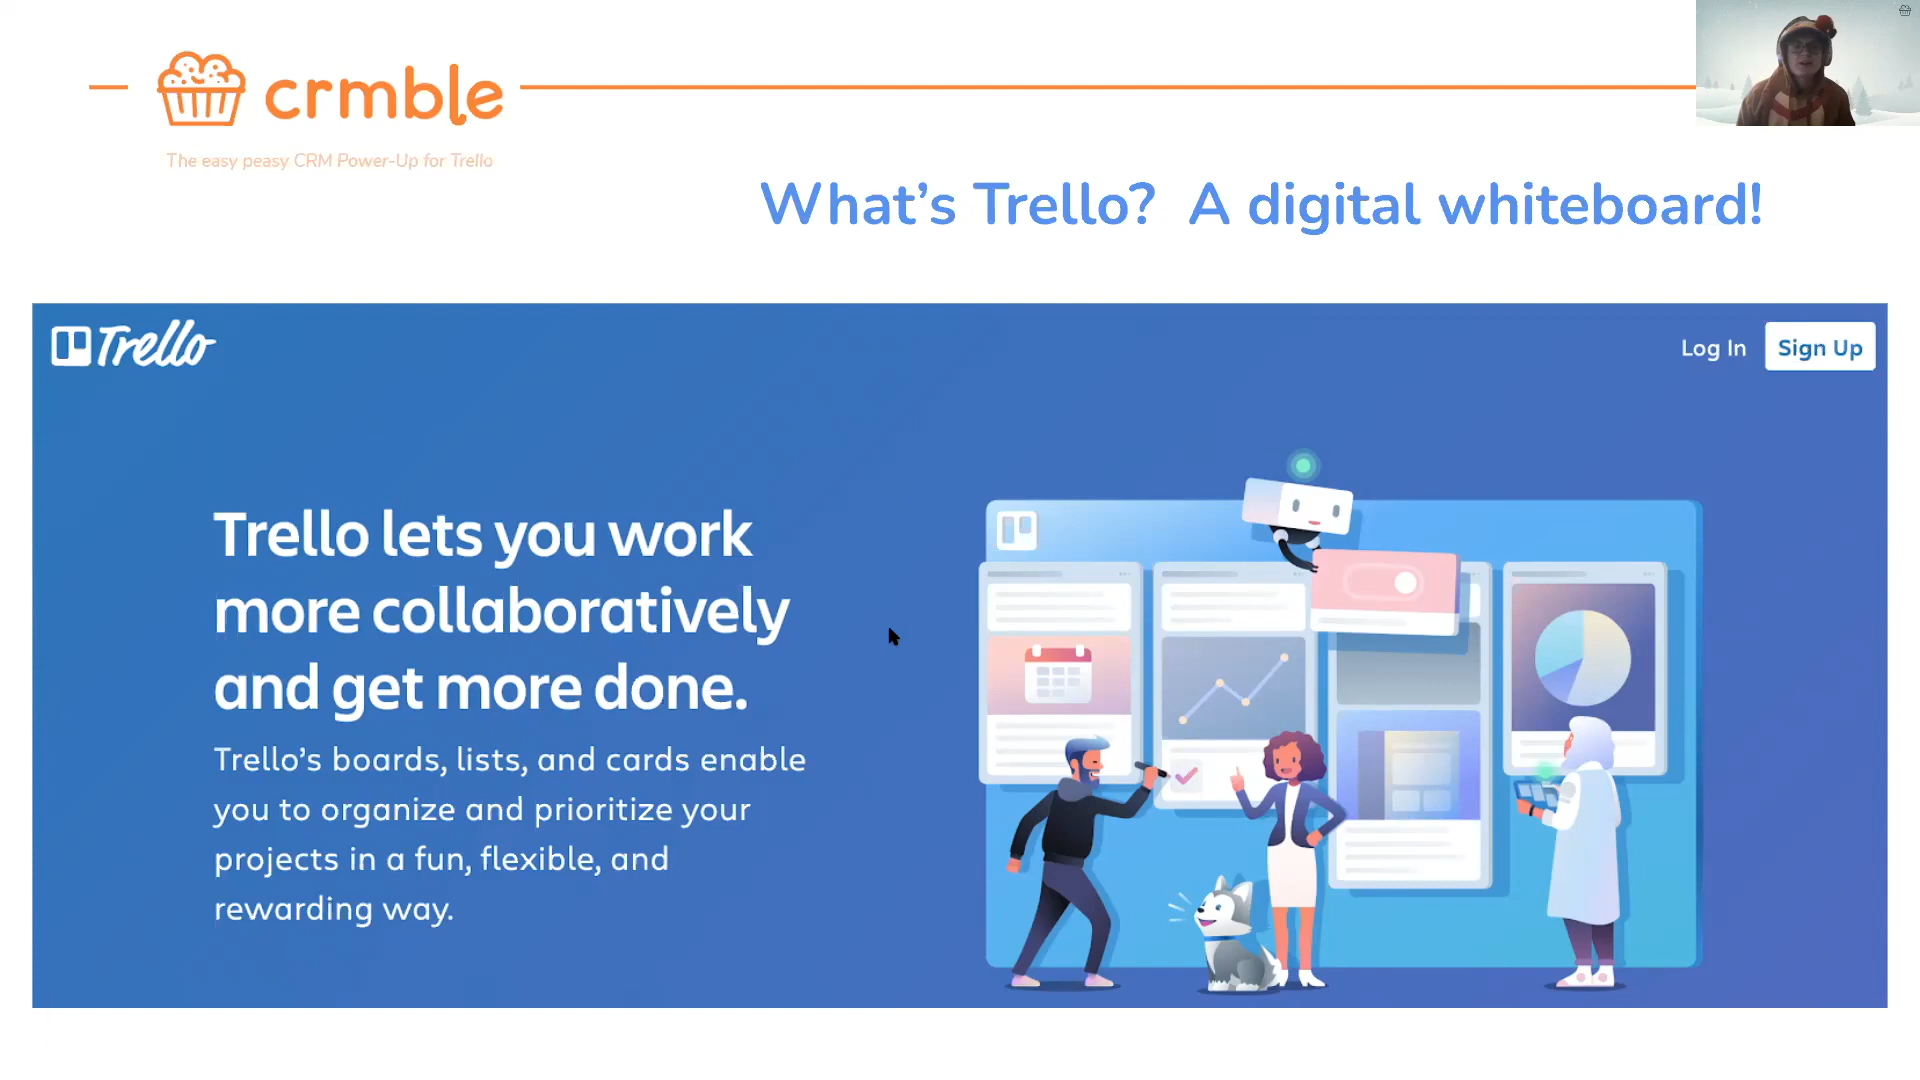 crmble
The easy peasy CRM Power-Up for Trello
What’s Trello?  A digital whiteboard!
Trello
Log In
Sign Up
Trello lets you work
more collaboratively
and get more done.
Trello’s boards, lists, and cards enable
you to organize and prioritize your
projects in a fun, flexible, and
rewarding way.